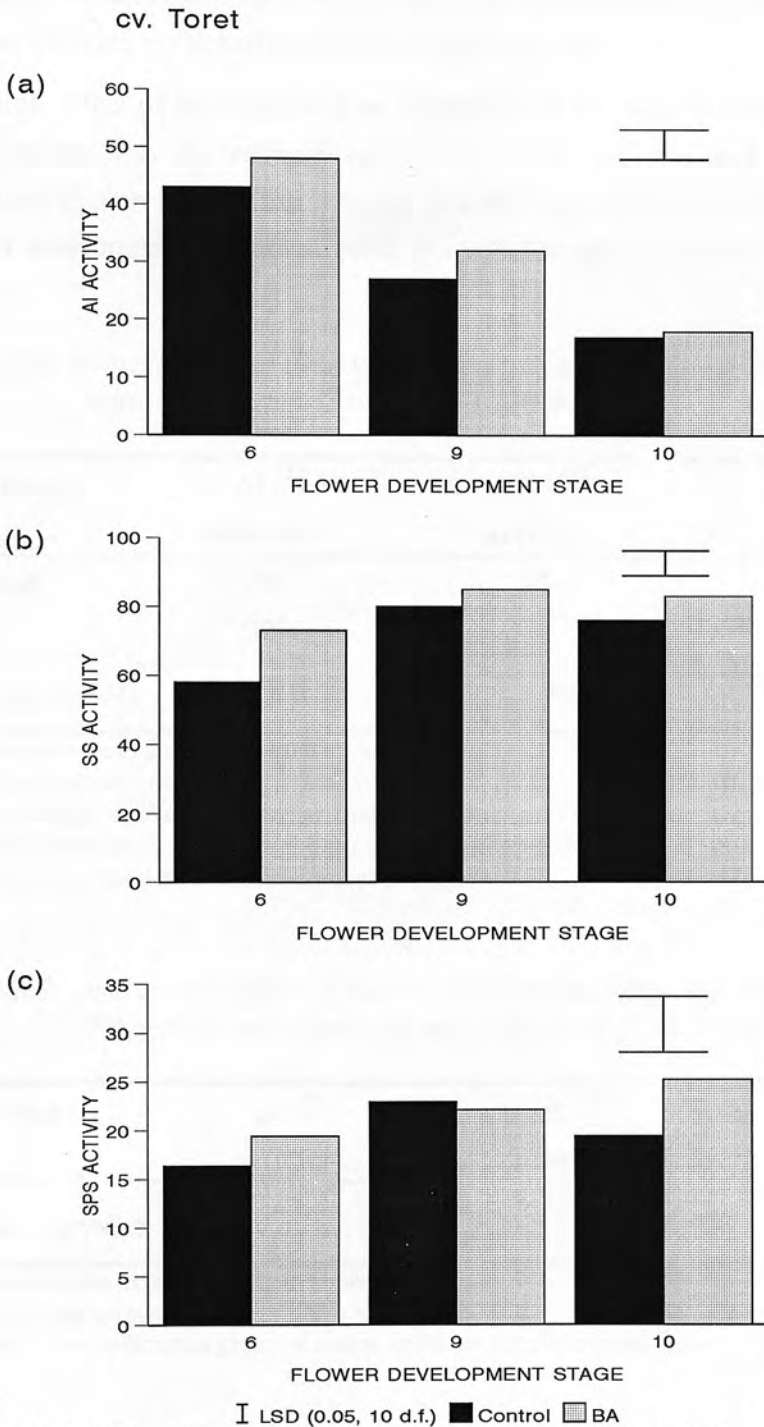 cv. Toret
(a)
60
50
40
30
20
10
0
AI ACTIVITY
6 9 10
FLOWER DEVELOPMENT STAGE
(b)
100
80
60
40
20
0
SS ACTIVITY
6 9 10
FLOWER DEVELOPMENT STAGE
(c)
35
30
25
20
15
10
5
0
SPS ACTIVITY
6 9 10
FLOWER DEVELOPMENT STAGE
LSD (0.05, 10 d.f.) Control BA